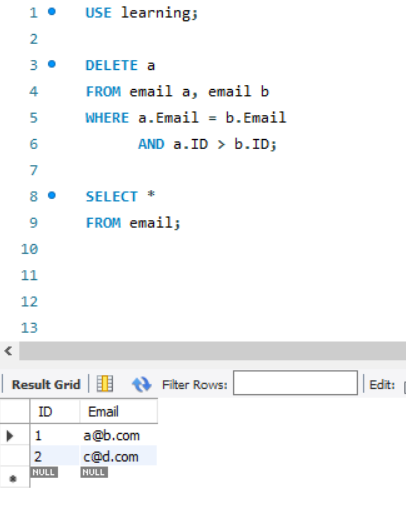 1 USE learning;
2
3 DELETE a
4 FROM email a, email b
5 WHERE a.Email = b.Email
6 AND a.ID > b.ID;
7
8 SELECT *
9 FROM email;
10
11
12
13
Result Grid Filter Rows: Edit:
ID Email
1 a@b.com
2 c@d.com
NULL NULL